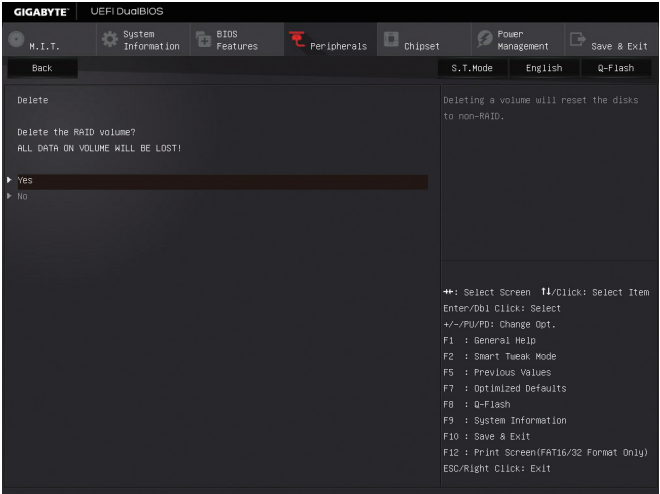 GIGABYTE™ UEFI DualBIOS
M.I.T. System Information BIOS Features Peripherals Chipset Power Management Save & Exit
Back S.T.Mode English Q-Flash
Delete
Delete the RAID volume?
ALL DATA ON VOLUME WILL BE LOST!
Yes
No
Deleting a volume will reset the disks
to non-RAID.
→←: Select Screen ↑↓/Click: Select Item
Enter/Dbl Click: Select
+/-/PU/PD: Change Opt.
F1 : General Help
F2 : Smart Tweak Mode
F5 : Previous Values
F7 : Optimized Defaults
F8 : Q-Flash
F9 : System Information
F10 : Save & Exit
F12 : Print Screen(FAT16/32 Format Only)
ESC/Right Click: Exit